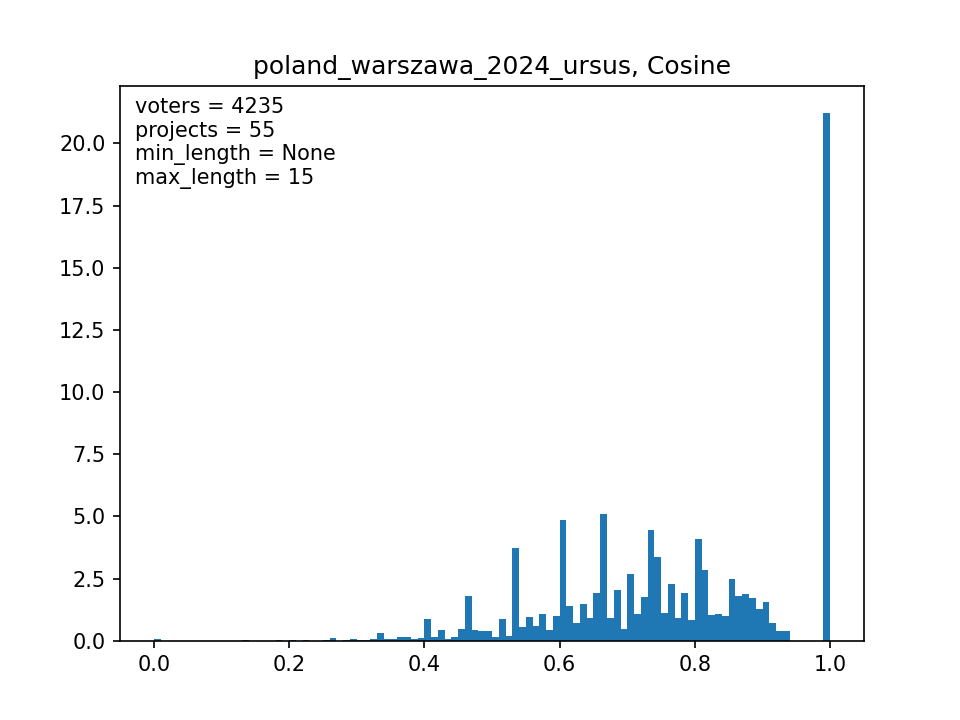 poland_warszawa_2024_ursus, Cosine
voters = 4235
projects = 55
min_length = None
max_length = 15
20.0
17.5
15.0
12.5
10.0
7.5
5.0
2.5
0.0
0.0 0.2 0.4 0.6 0.8 1.0